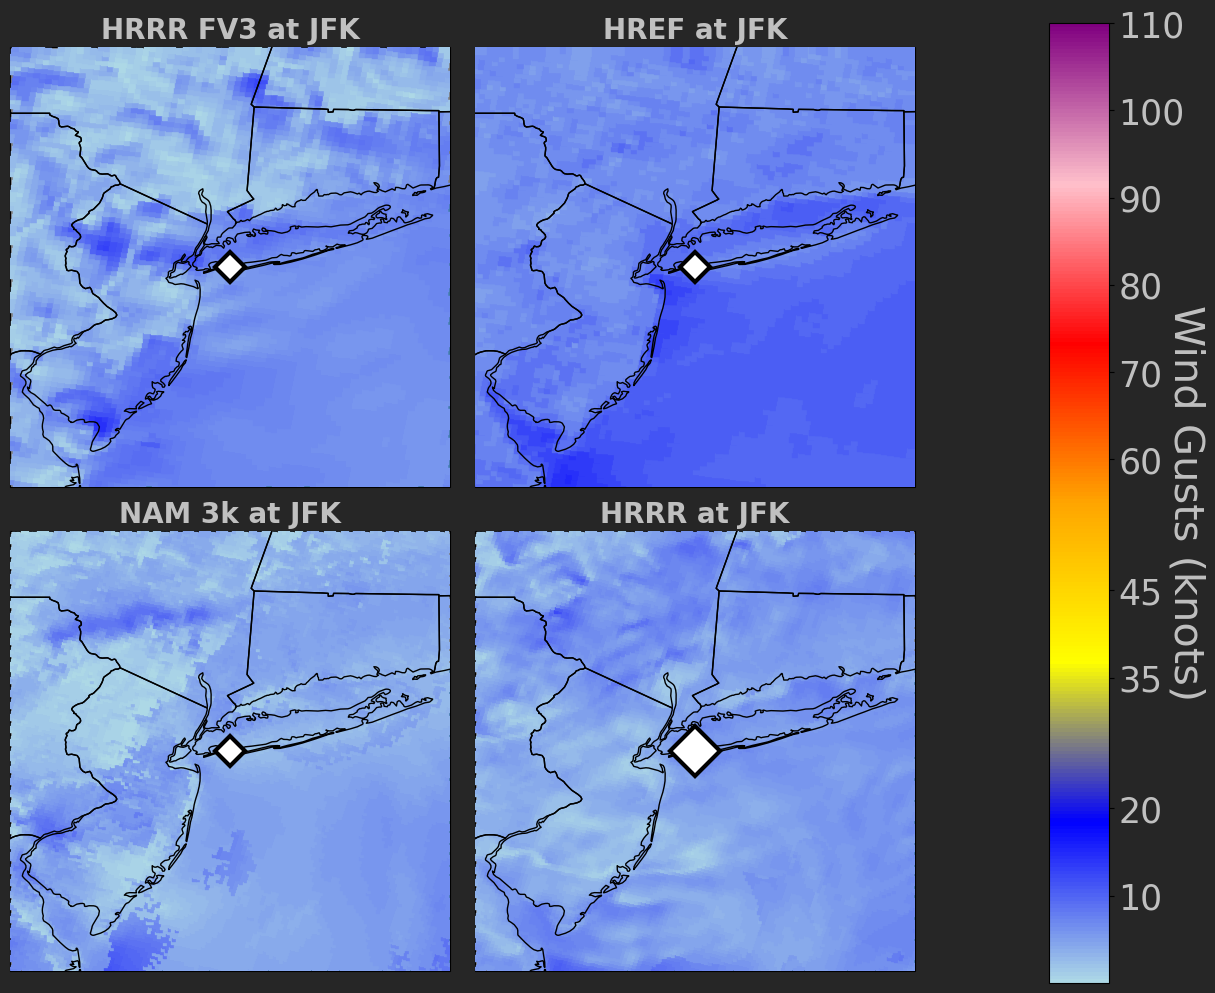 HRRR FV3 at JFK
HREF at JFK
NAM 3k at JFK
HRRR at JFK
110
100
90
80
70
60
45
35
20
10
Wind Gusts (knots)